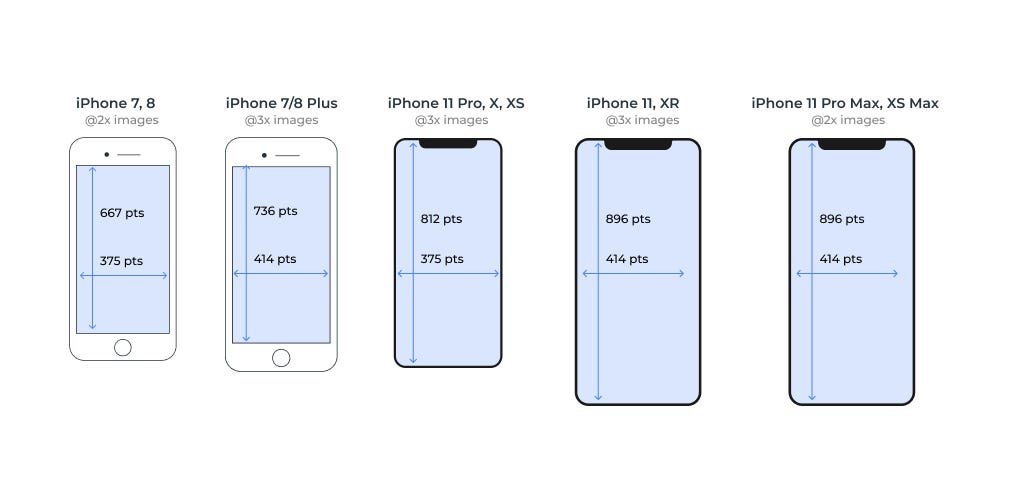 iPhone 7, 8
@2x images
667 pts
375 pts
iPhone 7/8 Plus
@3x images
736 pts
414 pts
iPhone 11 Pro, X, XS
@3x images
812 pts
375 pts
iPhone 11, XR
@3x images
896 pts
414 pts
iPhone 11 Pro Max, XS Max
@2x images
896 pts
414 pts